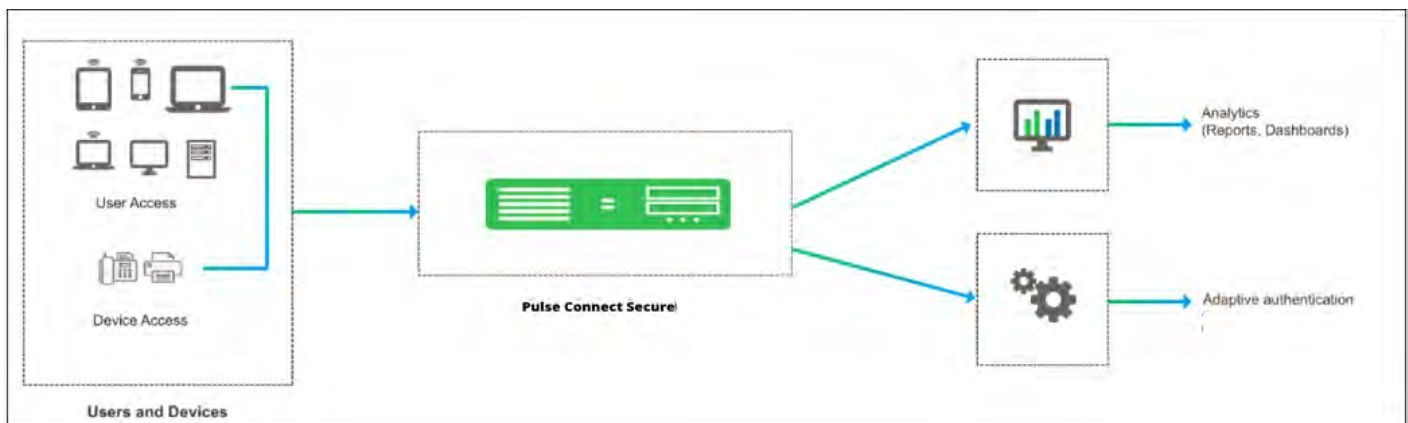 User Access
Device Access
Users and Devices
Pulse Connect Secure
Analytics
(Reports, Dashboards)
Adaptive authentication